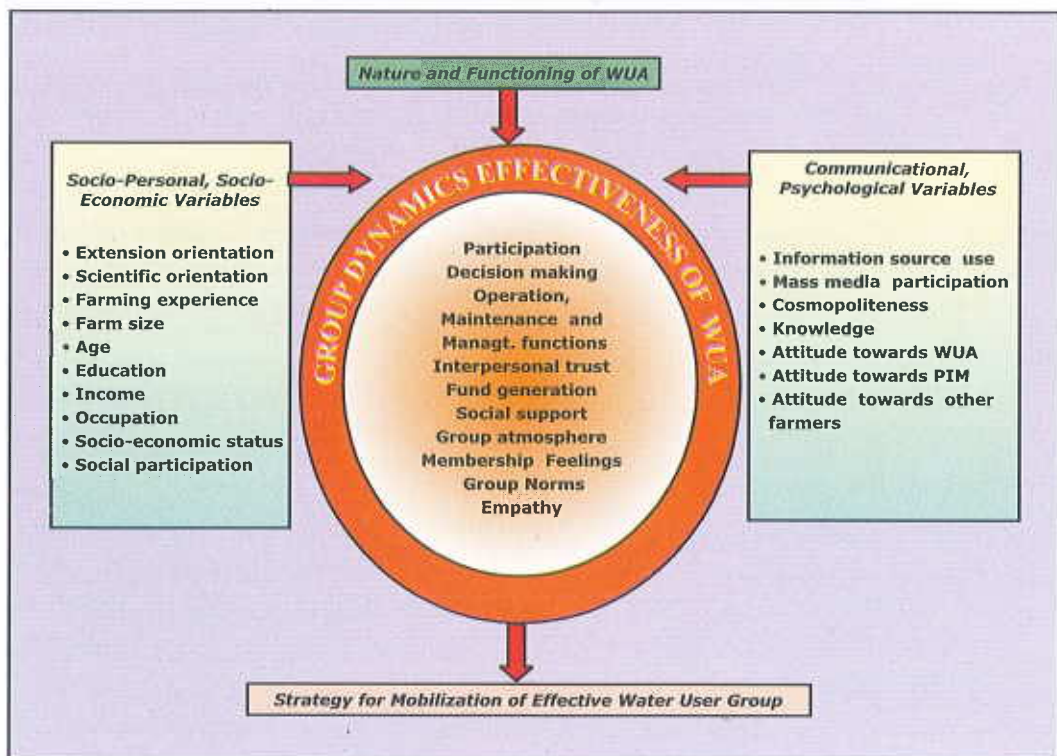 Nature and Functioning of WUA
Socio-Personal, Socio-
Economic Variables
• Extension orientation
• Scientific orientation
• Farming experience
• Farm size
• Age
• Education
• Income
• Occupation
• Socio-economic status
• Social participation
GROUP DYNAMICS EFFECTIVENESS OF WUA
Participation
Decision making
Operation,
Maintenance and
Managt. functions
Interpersonal trust
Fund generation
Social support
Group atmosphere
Membership Feelings
Group Norms
Empathy
Communicational,
Psychological Variables
• Information source use
• Mass media participation
• Cosmopoliteness
• Knowledge
• Attitude towards WUA
• Attitude towards PIM
• Attitude towards other
farmers
Strategy for Mobilization of Effective Water User Group